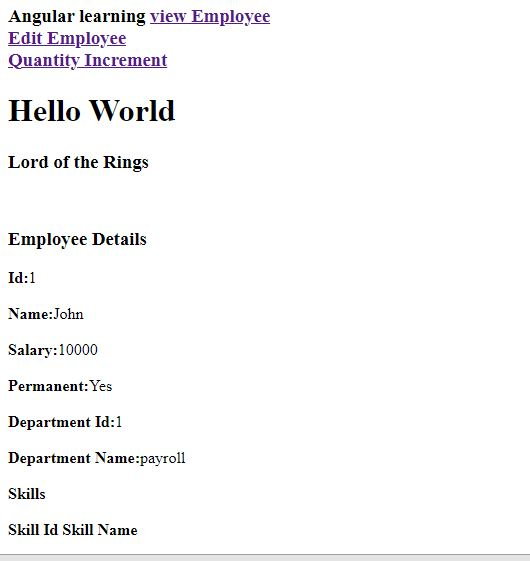 Angular learning view Employee
Edit Employee
Quantity Increment
Hello World
Lord of the Rings
Employee Details
Id:1
Name:John
Salary:10000
Permanent:Yes
Department Id:1
Department Name:payroll
Skills
Skill Id Skill Name